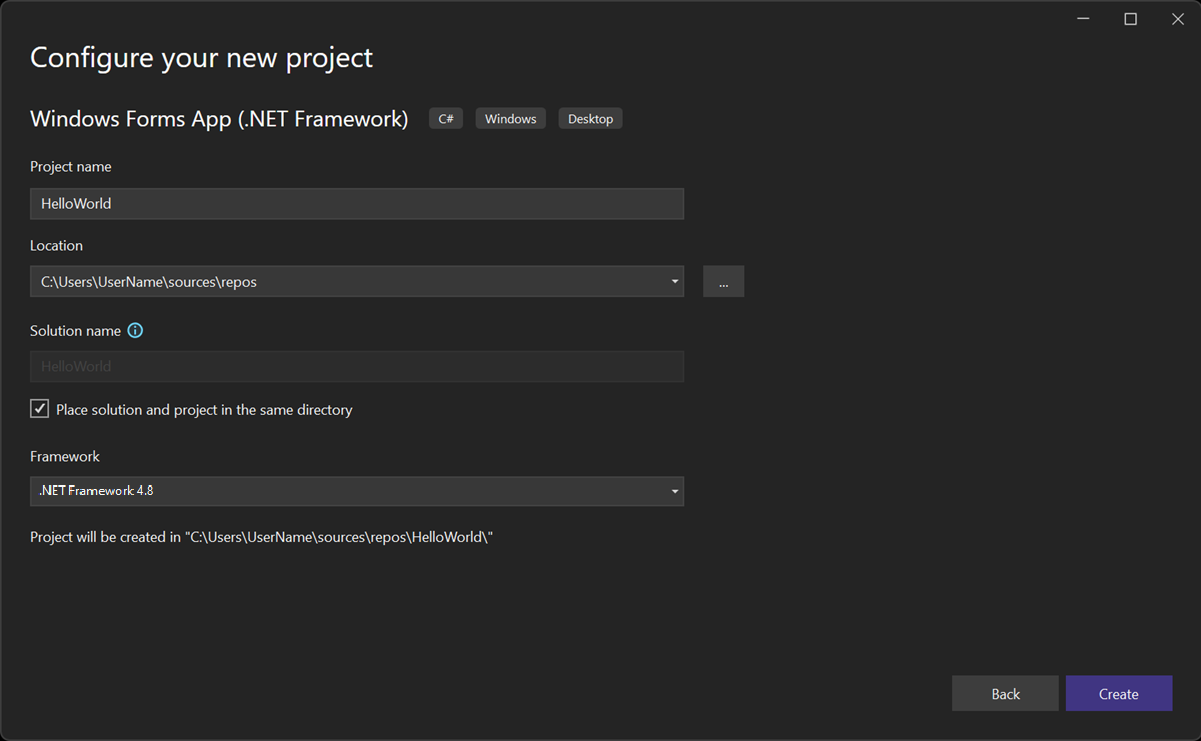 Configure your new project
Windows Forms App (.NET Framework) C# Windows Desktop
Project name
HelloWorld
Location
C:\Users\UserName\sources\repos
...
Solution name
HelloWorld
Place solution and project in the same directory
Framework
.NET Framework 4.8
Project will be created in "C:\Users\UserName\sources\repos\HelloWorld\"
Back Create